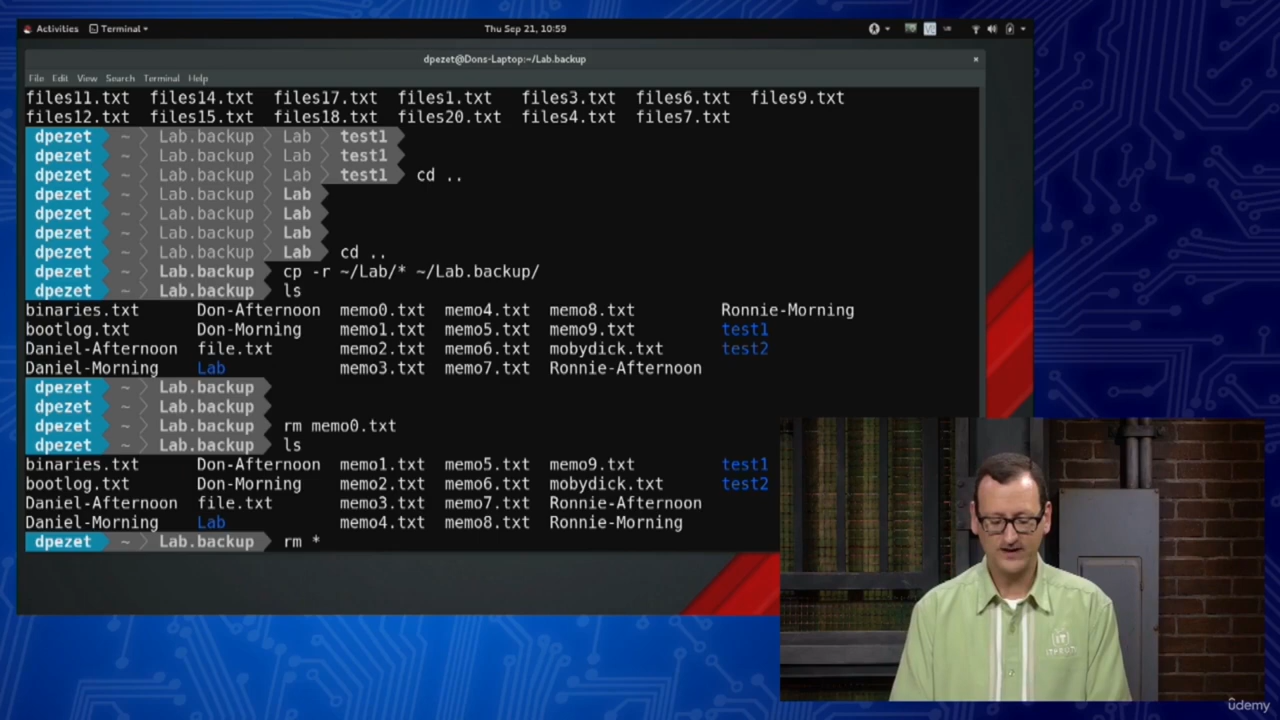 Activities Terminal Thu Sep 21, 10:59
dpezet@Dons-Laptop:~/Lab.backup ×
File Edit View Search Terminal Help
files11.txt files14.txt files17.txt files1.txt files3.txt files6.txt files9.txt
files12.txt files15.txt files18.txt files20.txt files4.txt files7.txt
dpezet ~ Lab.backup Lab test1
dpezet ~ Lab.backup Lab test1
dpezet ~ Lab.backup Lab test1 cd ..
dpezet ~ Lab.backup Lab
dpezet ~ Lab.backup Lab
dpezet ~ Lab.backup Lab
dpezet ~ Lab.backup Lab cd ..
dpezet ~ Lab.backup cp -r ~/Lab/* ~/Lab.backup/
dpezet ~ Lab.backup ls
binaries.txt Don-Afternoon memo0.txt memo4.txt memo8.txt Ronnie-Morning
bootlog.txt Don-Morning memo1.txt memo5.txt memo9.txt test1
Daniel-Afternoon file.txt memo2.txt memo6.txt mobydick.txt test2
Daniel-Morning Lab memo3.txt memo7.txt Ronnie-Afternoon
dpezet ~ Lab.backup
dpezet ~ Lab.backup
dpezet ~ Lab.backup rm memo0.txt
dpezet ~ Lab.backup ls
binaries.txt Don-Afternoon memo1.txt memo5.txt memo9.txt test1
bootlog.txt Don-Morning memo2.txt memo6.txt mobydick.txt test2
Daniel-Afternoon file.txt memo3.txt memo7.txt Ronnie-Afternoon
Daniel-Morning Lab memo4.txt memo8.txt Ronnie-Morning
dpezet ~ Lab.backup rm *
IT
ITPROTV
udemy